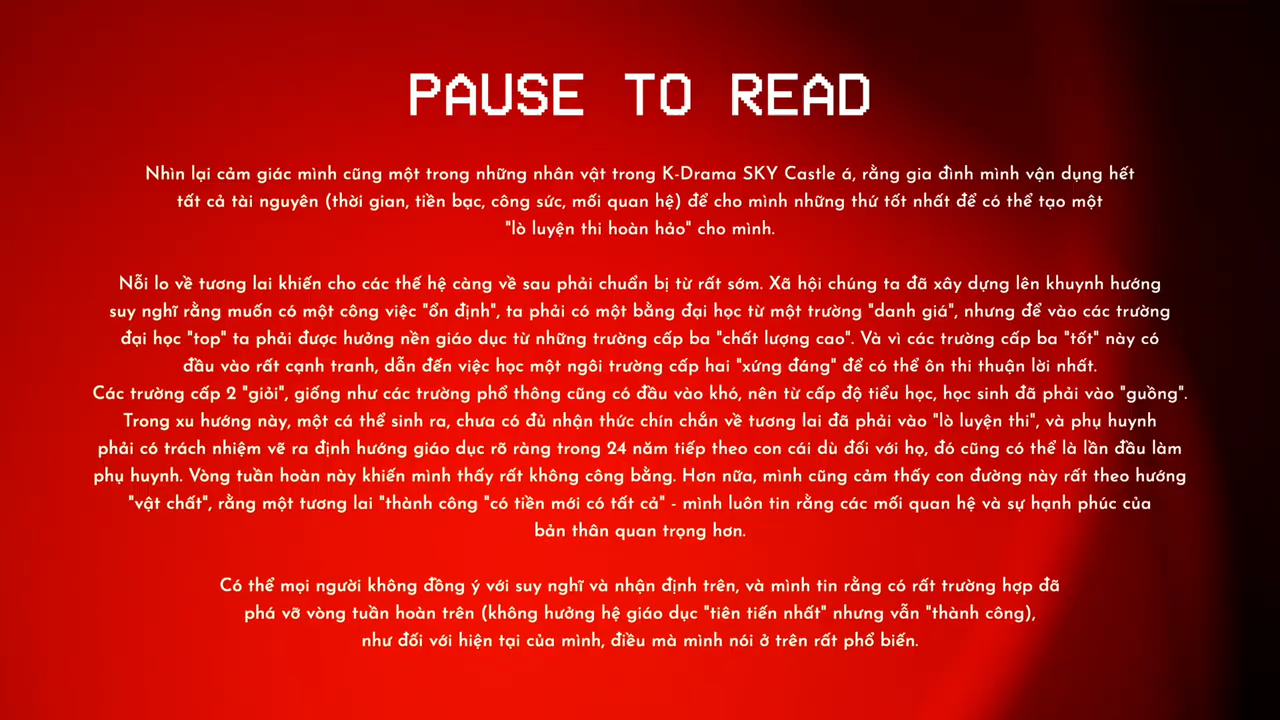 PAUSE TO READ
Nhìn lại cảm giác mình cũng một trong những nhân vật trong K-Drama SKY Castle á, rằng gia đình mình vận dụng hết
tất cả tài nguyên (thời gian, tiền bạc, công sức, mối quan hệ) để cho mình những thứ tốt nhất để có thể tạo một
"lò luyện thi hoàn hảo" cho mình.
Nỗi lo về tương lai khiến cho các thế hệ càng về sau phải chuẩn bị từ rất sớm. Xã hội chúng ta đã xây dựng lên khuynh hướng
suy nghĩ rằng muốn có một công việc "ổn định", ta phải có một bằng đại học từ một trường "danh giá", nhưng để vào các trường
đại học "top" ta phải được hưởng nền giáo dục từ những trường cấp ba "chất lượng cao". Và vì các trường cấp ba "tốt" này có
đầu vào rất cạnh tranh, dẫn đến việc học một ngôi trường cấp hai "xứng đáng" để có thể ôn thi thuận lời nhất.
Các trường cấp 2 "giỏi", giống như các trường phổ thông cũng có đầu vào khó, nên từ cấp độ tiểu học, học sinh đã phải vào "guồng".
Trong xu hướng này, một cá thể sinh ra, chưa có đủ nhận thức chín chắn về tương lai đã phải vào "lò luyện thi", và phụ huynh
phải có trách nhiệm vẽ ra định hướng giáo dục rõ ràng trong 24 năm tiếp theo con cái dù đối với họ, đó cũng có thể là lần đầu làm
phụ huynh. Vòng tuần hoàn này khiến mình thấy rất không công bằng. Hơn nữa, mình cũng cảm thấy con đường này rất theo hướng
"vật chất", rằng một tương lai "thành công "có tiền mới có tất cả" - mình luôn tin rằng các mối quan hệ và sự hạnh phúc của
bản thân quan trọng hơn.
Có thể mọi người không đồng ý với suy nghĩ và nhận định trên, và mình tin rằng có rất trường hợp đã
phá vỡ vòng tuần hoàn trên (không hưởng hệ giáo dục "tiên tiến nhất" nhưng vẫn "thành công),
như đối với hiện tại của mình, điều mà mình nói ở trên rất phổ biến.